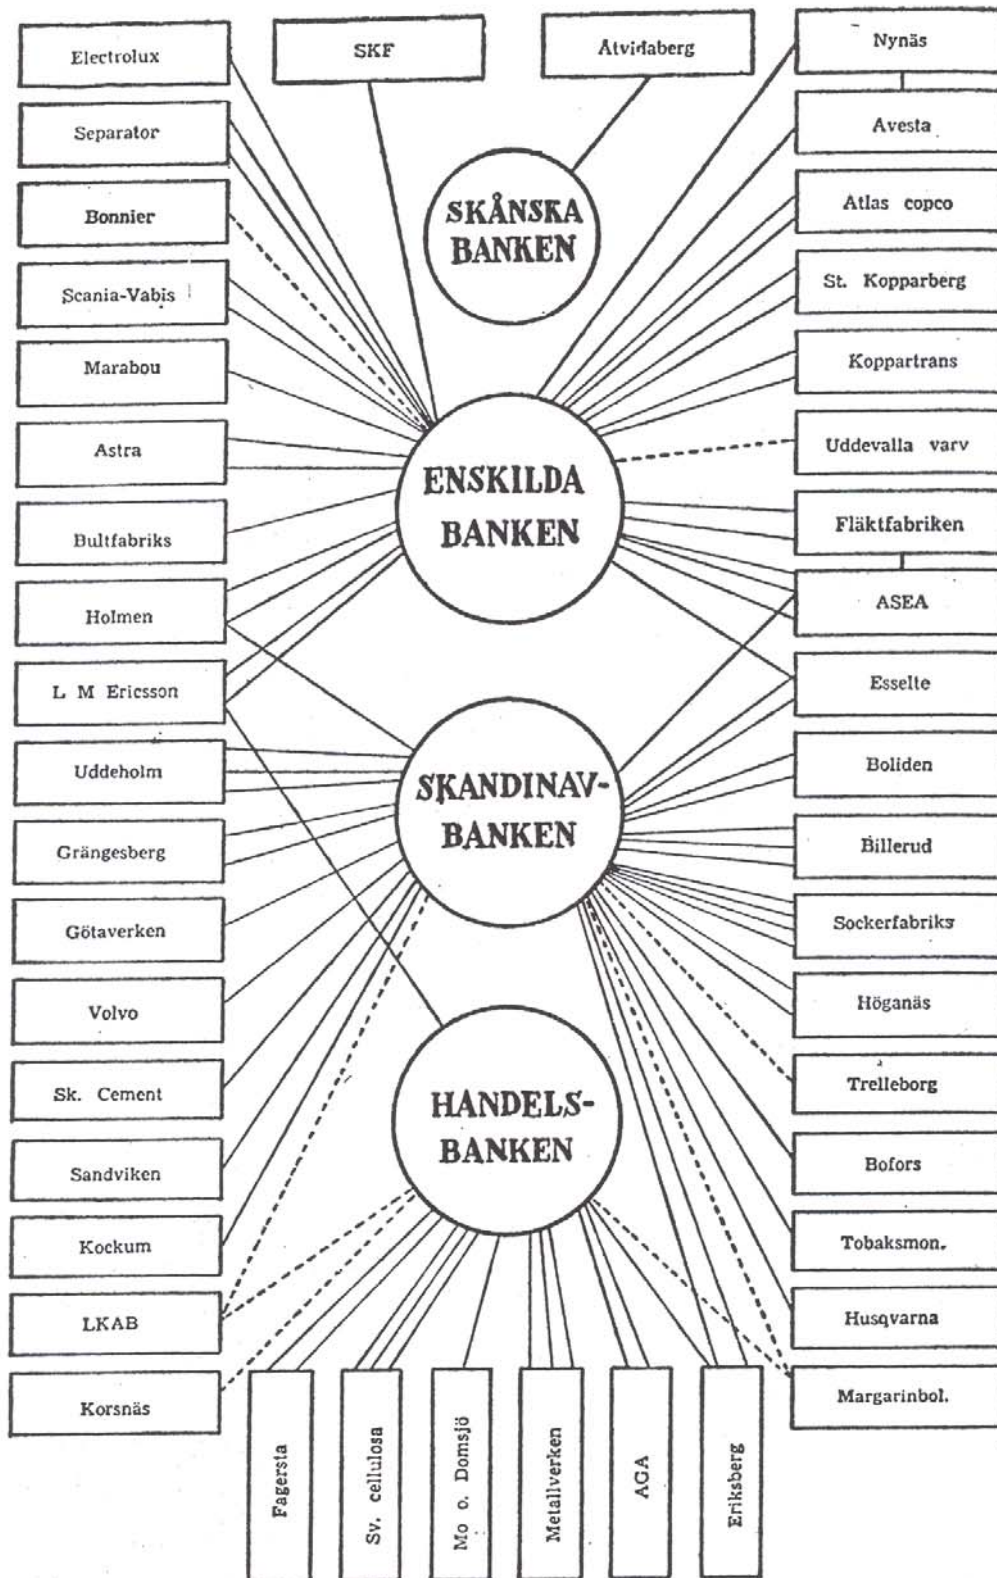 Electrolux
SKF
Åtvidaberg
Nynäs
Separator
Avesta
Bonnier
SKÅNSKA
BANKEN
Atlas copco
Scania-Vabis
St. Kopparberg
Marabou
Koppartrans
Astra
ENSKILDA
BANKEN
Uddevalla varv
Bultfabriks
Fläktfabriken
Holmen
ASEA
L M Ericsson
Esselte
Uddeholm
SKANDINAV-
BANKEN
Boliden
Grängesberg
Billerud
Götaverken
Sockerfabriks
Volvo
Höganäs
Sk. Cement
HANDELS-
BANKEN
Trelleborg
Sandviken
Bofors
Kockum
Tobaksmon.
LKAB
Husqvarna
Korsnäs
Margarinbol.
Fagersta
Sv. cellulosa
Mo o. Domsjö
Metallverken
AGA
Eriksberg